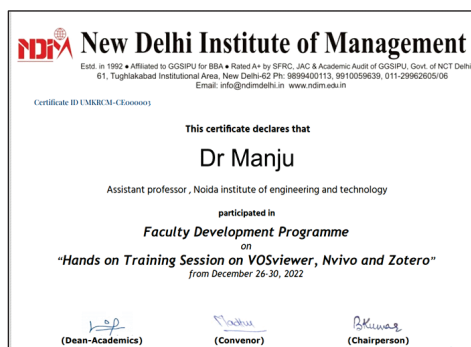 NDIM New Delhi Institute of Management
Estd. in 1992 ● Affiliated to GGSIPU for BBA ● Rated A+ by SFRC, JAC & Academic Audit of GGSIPU, Govt. of NCT Delhi
61, Tughlakabad Institutional Area, New Delhi-62 Ph: 9899400113, 9910059639, 011-29962605/06
Email: info@ndimdelhi.in www.ndim.edu.in
Certificate ID UMKRCM-CE000003
This certificate declares that
Dr Manju
Assistant professor , Noida institute of engineering and technology
participated in
Faculty Development Programme
on
“Hands on Training Session on VOSviewer, Nvivo and Zotero”
from December 26-30, 2022
Madhu BKumar
(Dean-Academics) (Convenor) (Chairperson)